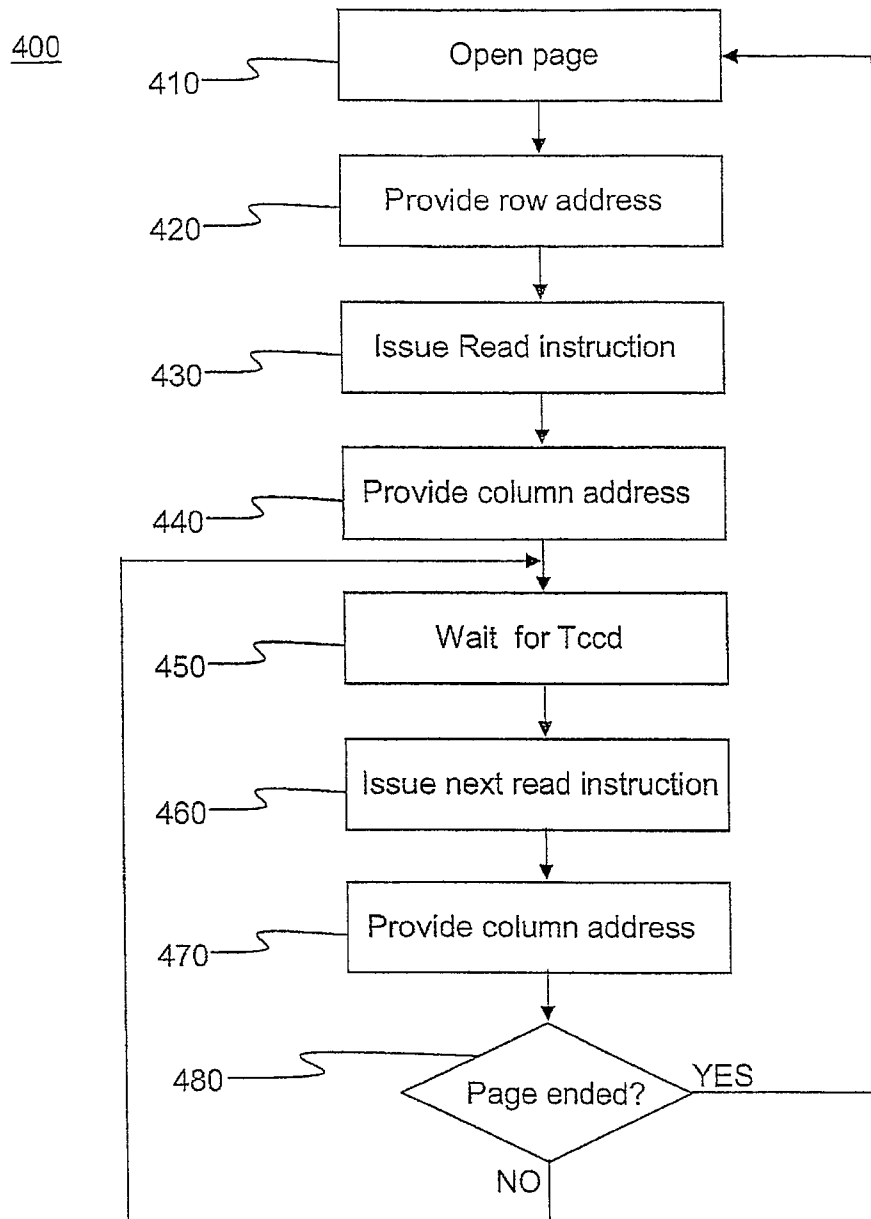 400
Open page
410
Provide row address
420
Issue Read instruction
430
Provide column address
440
Wait for Tccd
450
Issue next read instruction
460
Provide column address
470
480
Page ended?
YES
NO